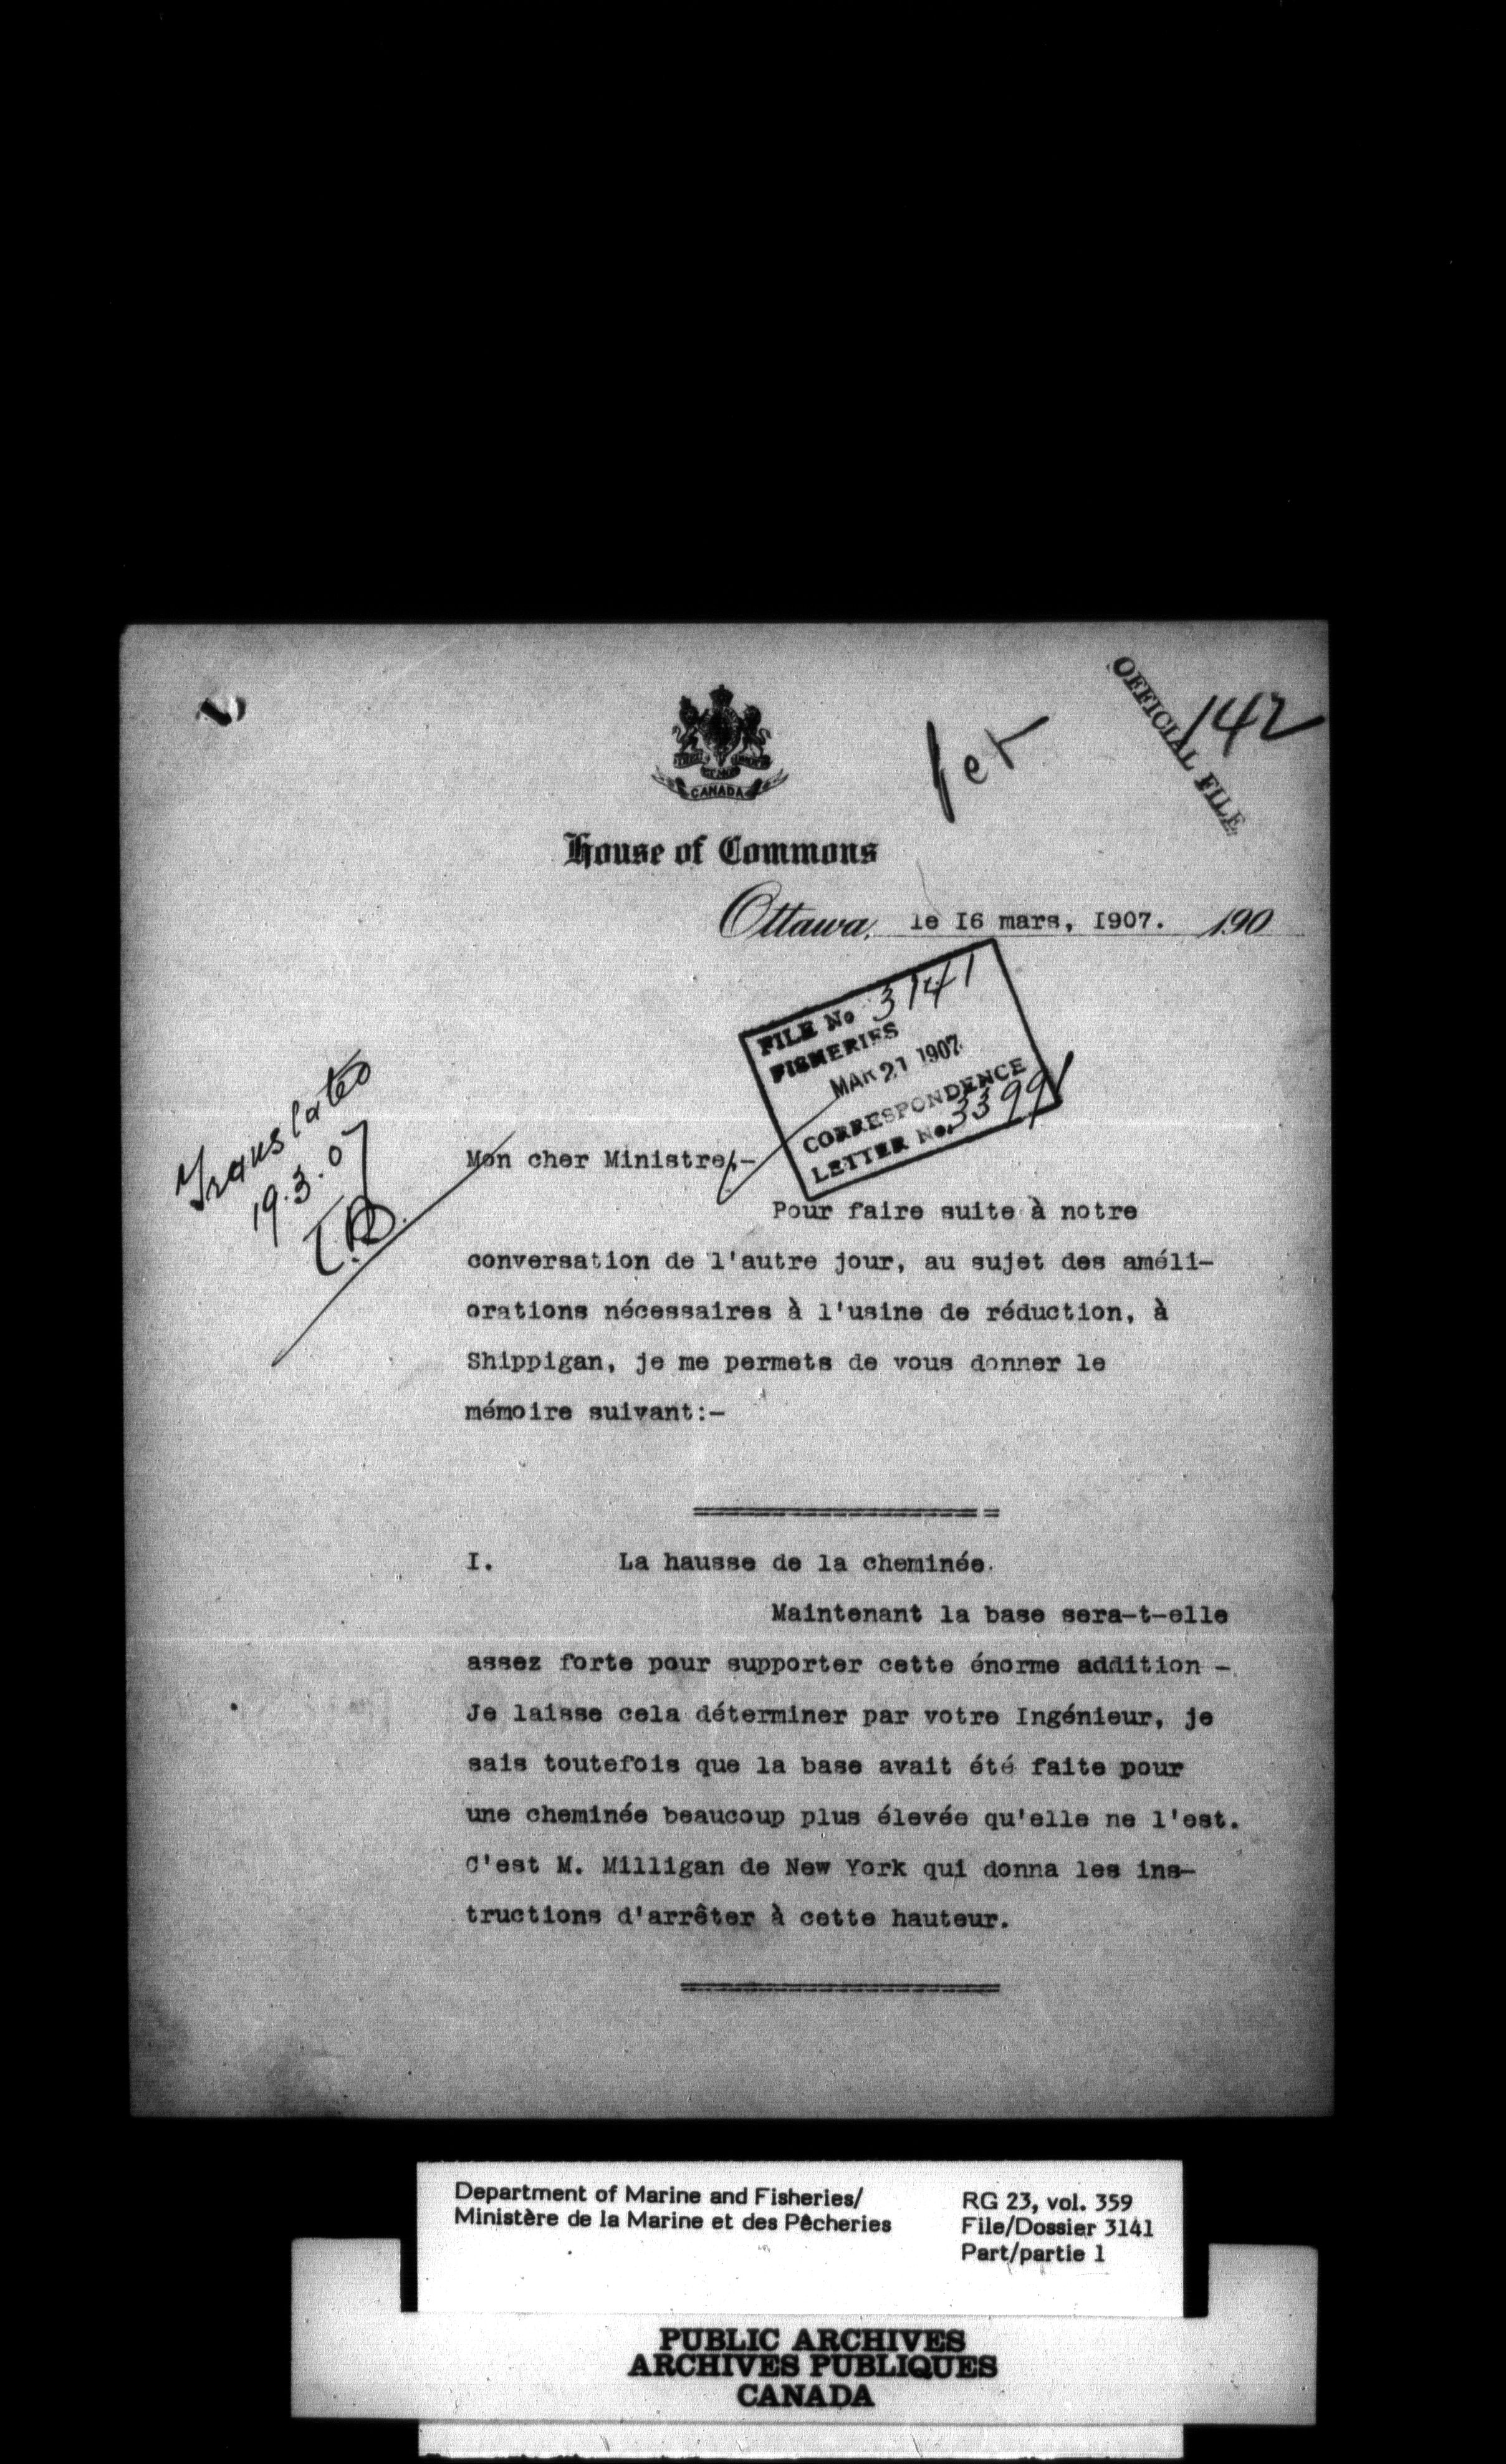 OFFICIAL FILE
142
CANADA
House of Commons
Ottawa, le I6 mars, I907. 190
FILE No 3141
FISHERIES
MAR 21 1907
CORRESPONDENCE
LETTER No. 3399
Translated
19.3.07
Mon cher Ministre,-
Pour faire suite à notre
conversation de l'autre jour, au sujet des améli-
orations nécessaires à l'usine de réduction, à
Shippigan, je me permets de vous donner le
mémoire suivant:-
I. La hausse de la cheminée.
Maintenant la base sera-t-elle
assez forte pour supporter cette énorme addition -
Je laisse cela déterminer par votre Ingénieur, je
sais toutefois que la base avait été faite pour
une cheminée beaucoup plus élevée qu'elle ne l'est.
C'est M. Milligan de New York qui donna les ins-
tructions d'arrêter à cette hauteur.
Department of Marine and Fisheries/
Ministère de la Marine et des Pêcheries
RG 23, vol. 359
File/Dossier 3141
Part/partie 1
PUBLIC ARCHIVES
ARCHIVES PUBLIQUES
CANADA